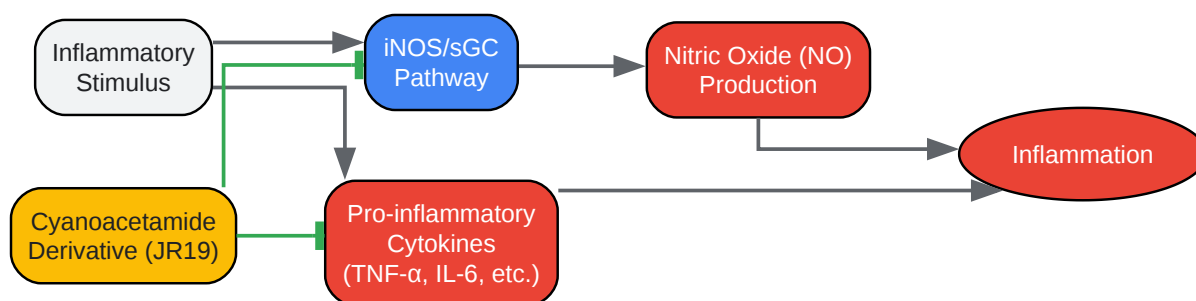 Inflammatory
Stimulus
iNOS/sGC
Pathway
Nitric Oxide (NO)
Production
Inflammation
Cyanoacetamide
Derivative (JR19)
Pro-inflammatory
Cytokines
(TNF-α, IL-6, etc.)